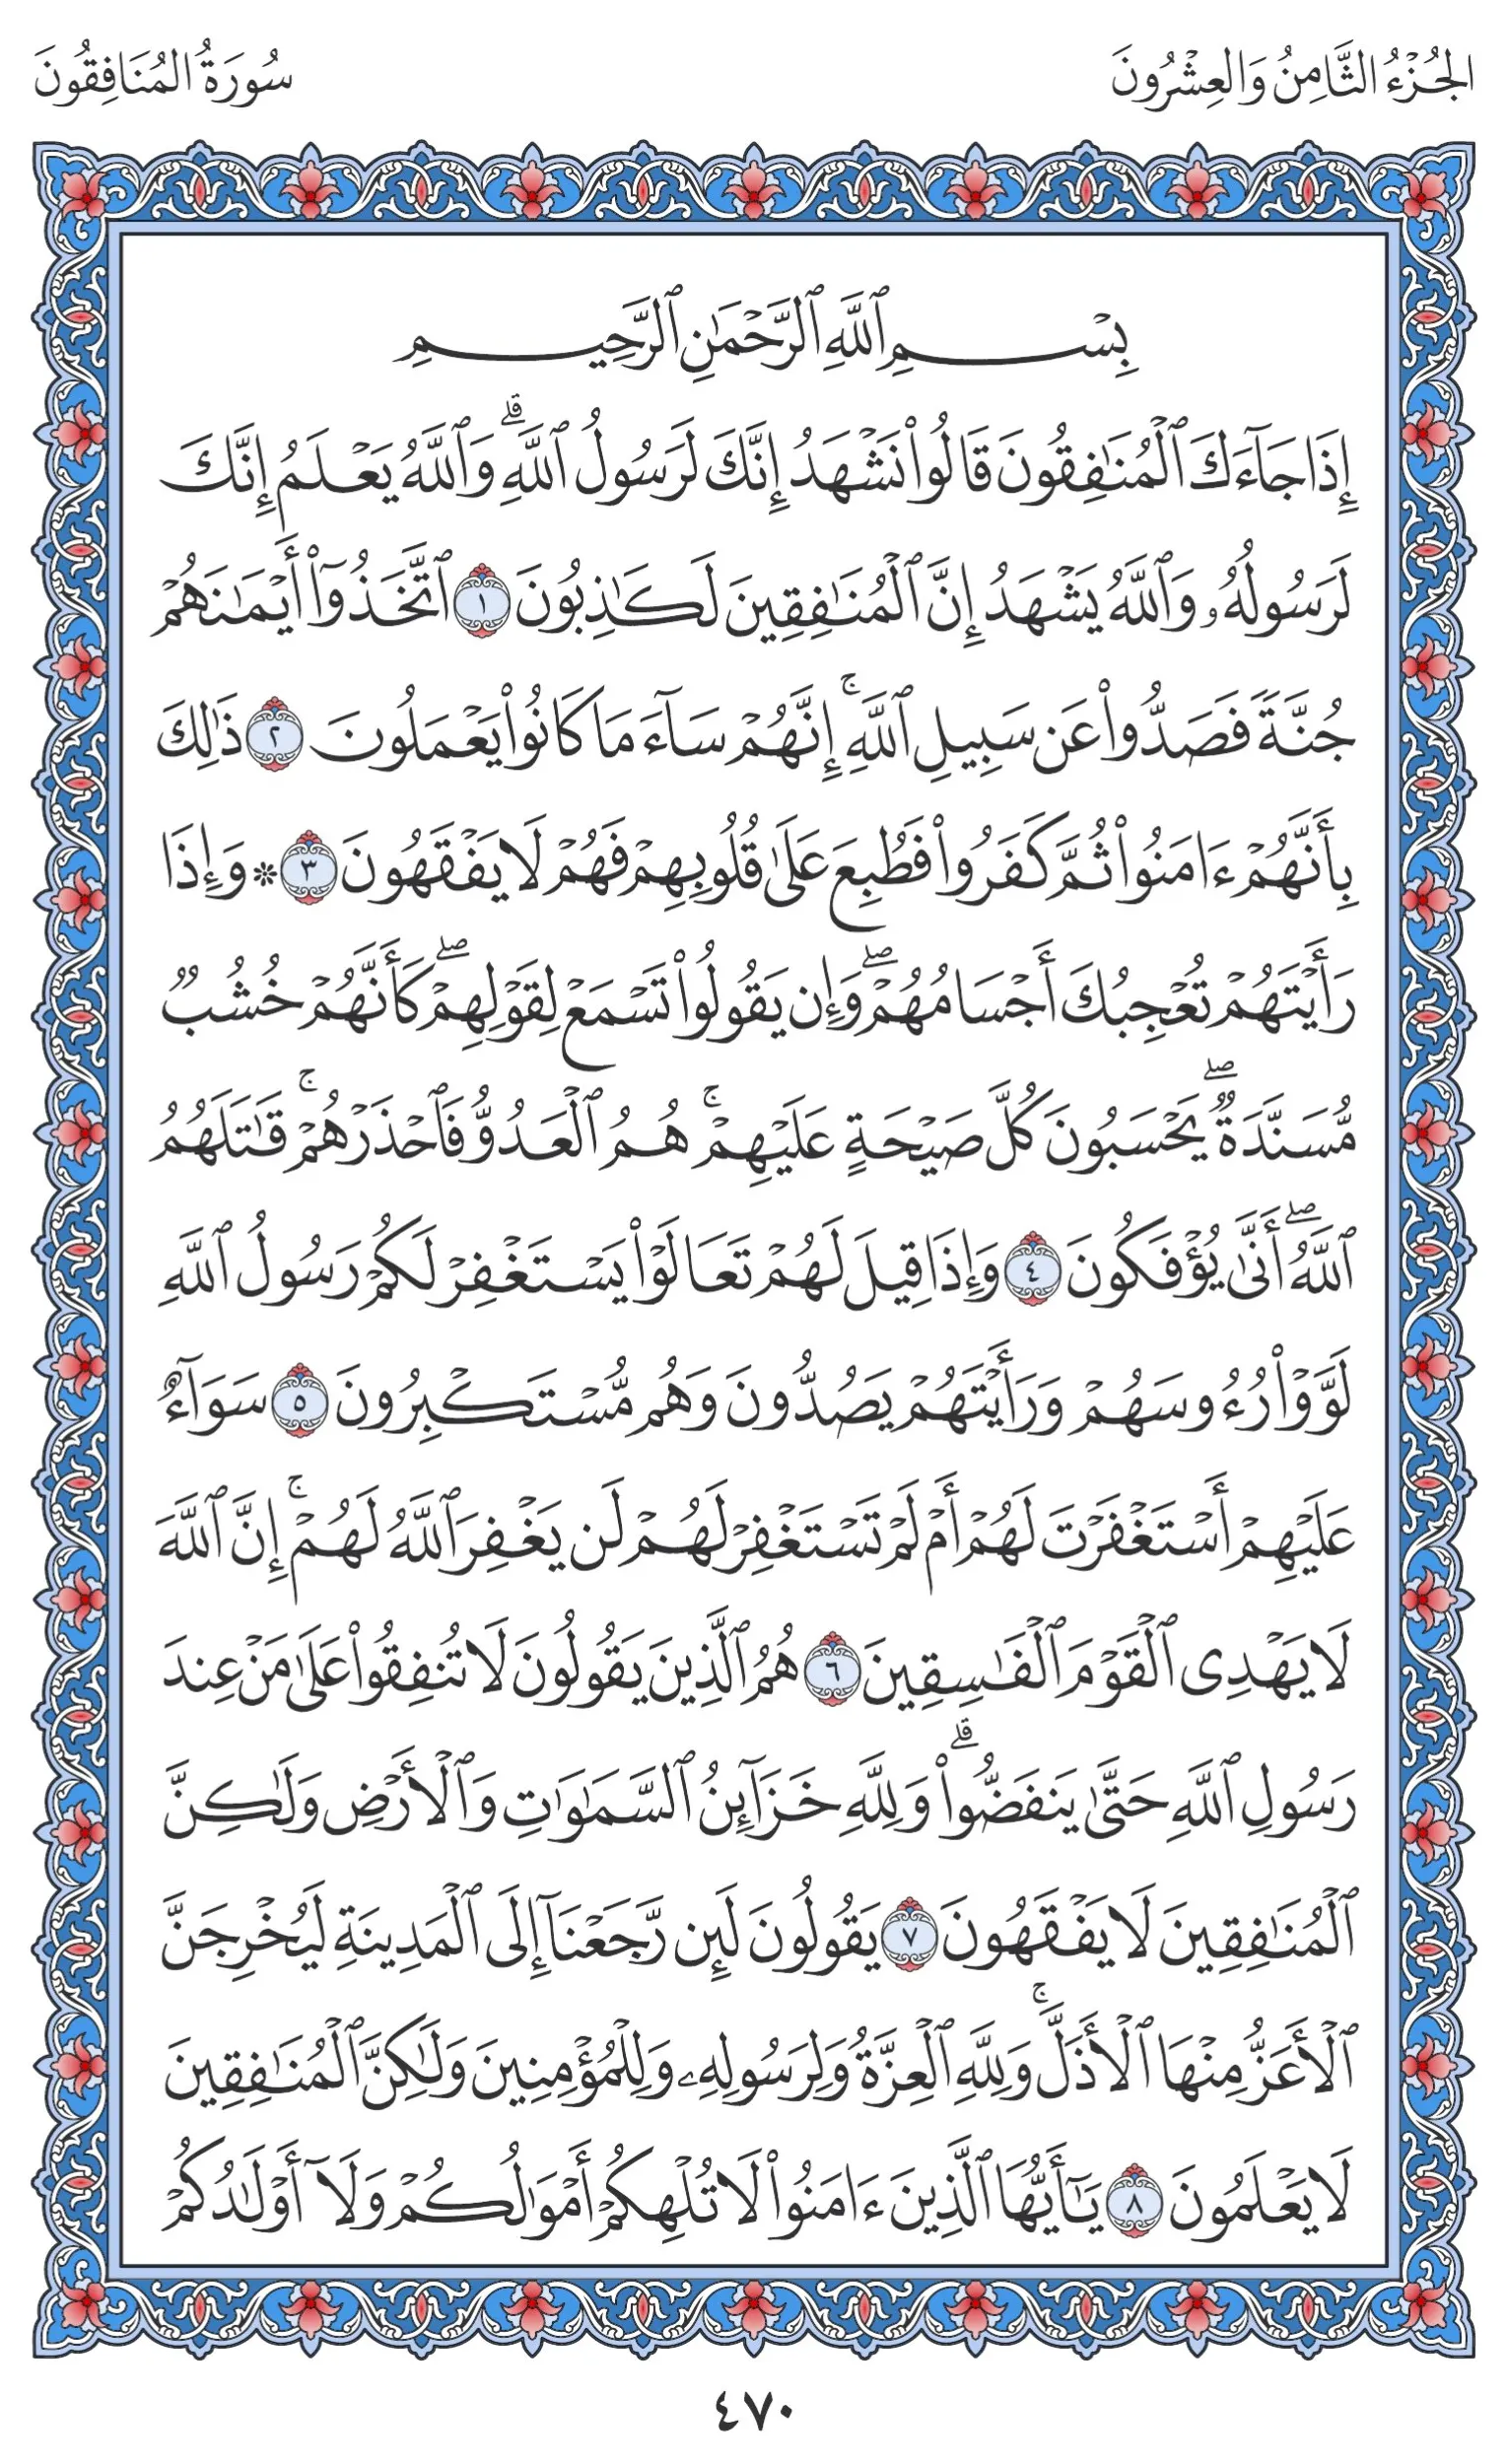 الجُزْءُ الثَّامِنُ وَالعِشْرُونَ
سُورَةُ المُنَافِقُونَ
بِسْمِ ٱللَّهِ ٱلرَّحْمَٰنِ ٱلرَّحِيمِ
إِذَا جَآءَكَ ٱلْمُنَٰفِقُونَ قَالُوا۟ نَشْهَدُ إِنَّكَ لَرَسُولُ ٱللَّهِ ۗ وَٱللَّهُ يَعْلَمُ إِنَّكَ
لَرَسُولُهُۥ وَٱللَّهُ يَشْهَدُ إِنَّ ٱلْمُنَٰفِقِينَ لَكَٰذِبُونَ ١ ٱتَّخَذُوٓا۟ أَيْمَٰنَهُمْ
جُنَّةً فَصَدُّوا۟ عَن سَبِيلِ ٱللَّهِ ۚ إِنَّهُمْ سَآءَ مَا كَانُوا۟ يَعْمَلُونَ ٢ ذَٰلِكَ
بِأَنَّهُمْ ءَامَنُوا۟ ثُمَّ كَفَرُوا۟ فَطُبِعَ عَلَىٰ قُلُوبِهِمْ فَهُمْ لَا يَفْقَهُونَ ٣ ۞ وَإِذَا
رَأَيْتَهُمْ تُعْجِبُكَ أَجْسَامُهُمْ ۖ وَإِن يَقُولُوا۟ تَسْمَعْ لِقَوْلِهِمْ ۖ كَأَنَّهُمْ خُشُبٌ
مُّسَنَّدَةٌ ۖ يَحْسَبُونَ كُلَّ صَيْحَةٍ عَلَيْهِمْ ۚ هُمُ ٱلْعَدُوُّ فَٱحْذَرْهُمْ ۚ قَٰتَلَهُمُ
ٱللَّهُ ۖ أَنَّىٰ يُؤْفَكُونَ ٤ وَإِذَا قِيلَ لَهُمْ تَعَالَوْا۟ يَسْتَغْفِرْ لَكُمْ رَسُولُ ٱللَّهِ
لَوَّوْا۟ رُءُوسَهُمْ وَرَأَيْتَهُمْ يَصُدُّونَ وَهُم مُّسْتَكْبِرُونَ ٥ سَوَآءٌ
عَلَيْهِمْ أَسْتَغْفَرْتَ لَهُمْ أَمْ لَمْ تَسْتَغْفِرْ لَهُمْ لَن يَغْفِرَ ٱللَّهُ لَهُمْ ۚ إِنَّ ٱللَّهَ
لَا يَهْدِى ٱلْقَوْمَ ٱلْفَٰسِقِينَ ٦ هُمُ ٱلَّذِينَ يَقُولُونَ لَا تُنفِقُوا۟ عَلَىٰ مَنْ عِندَ
رَسُولِ ٱللَّهِ حَتَّىٰ يَنفَضُّوا۟ ۗ وَلِلَّهِ خَزَآئِنُ ٱلسَّمَٰوَٰتِ وَٱلْأَرْضِ وَلَٰكِنَّ
ٱلْمُنَٰفِقِينَ لَا يَفْقَهُونَ ٧ يَقُولُونَ لَئِن رَّجَعْنَآ إِلَى ٱلْمَدِينَةِ لَيُخْرِجَنَّ
ٱلْأَعَزُّ مِنْهَا ٱلْأَذَلَّ ۚ وَلِلَّهِ ٱلْعِزَّةُ وَلِرَسُولِهِۦ وَلِلْمُؤْمِنِينَ وَلَٰكِنَّ ٱلْمُنَٰفِقِينَ
لَا يَعْلَمُونَ ٨ يَٰٓأَيُّهَا ٱلَّذِينَ ءَامَنُوا۟ لَا تُلْهِكُمْ أَمْوَٰلُكُمْ وَلَآ أَوْلَٰدُكُمْ
٤٧٠